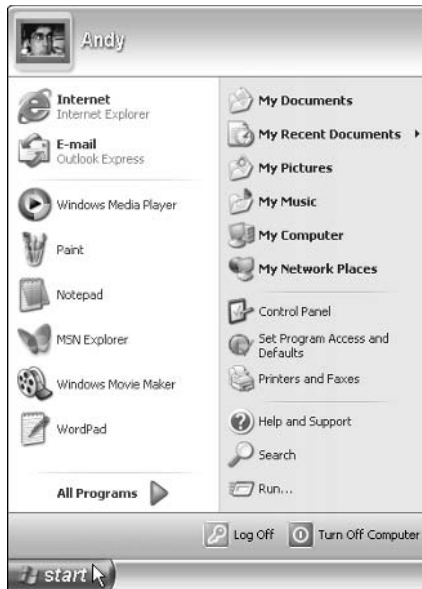 Andy
Internet
Internet Explorer
E-mail
Outlook Express
Windows Media Player
Paint
Notepad
MSN Explorer
Windows Movie Maker
WordPad
All Programs
My Documents
My Recent Documents
My Pictures
My Music
My Computer
My Network Places
Control Panel
Set Program Access and
Defaults
Printers and Faxes
Help and Support
Search
Run...
Log Off
Turn Off Computer
start